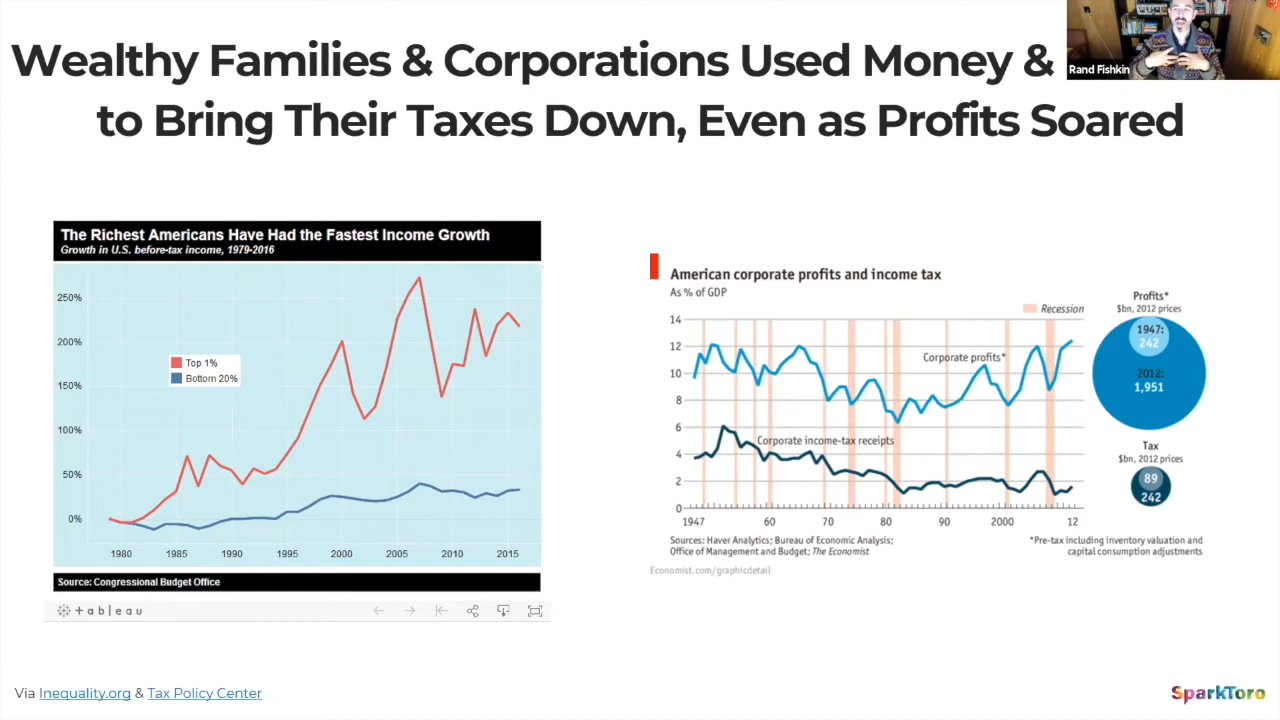 Wealthy Families & Corporations Used Money &
to Bring Their Taxes Down, Even as Profits Soared
Rand Fishkin
The Richest Americans Have Had the Fastest Income Growth
Growth in U.S. before-tax income, 1979-2016
250%
200%
150%
100%
50%
0%
Top 1%
Bottom 20%
1980
1985
1990
1995
2000
2005
2010
2015
Source: Congressional Budget Office
+ableau
American corporate profits and income tax
As % of GDP
Recession
14
12
10
8
6
4
2
0
Corporate profits*
Corporate income-tax receipts
1947
60
70
80
90
2000
12
Profits*
$bn, 2012 prices
1947:
242
2012:
1,951
Tax
$bn, 2012 prices
89
242
Sources: Haver Analytics; Bureau of Economic Analysis;
Office of Management and Budget; The Economist
*Pre-tax including inventory valuation and
capital consumption adjustments
Economist.com/graphicdetail
Via Inequality.org & Tax Policy Center
SparkToro